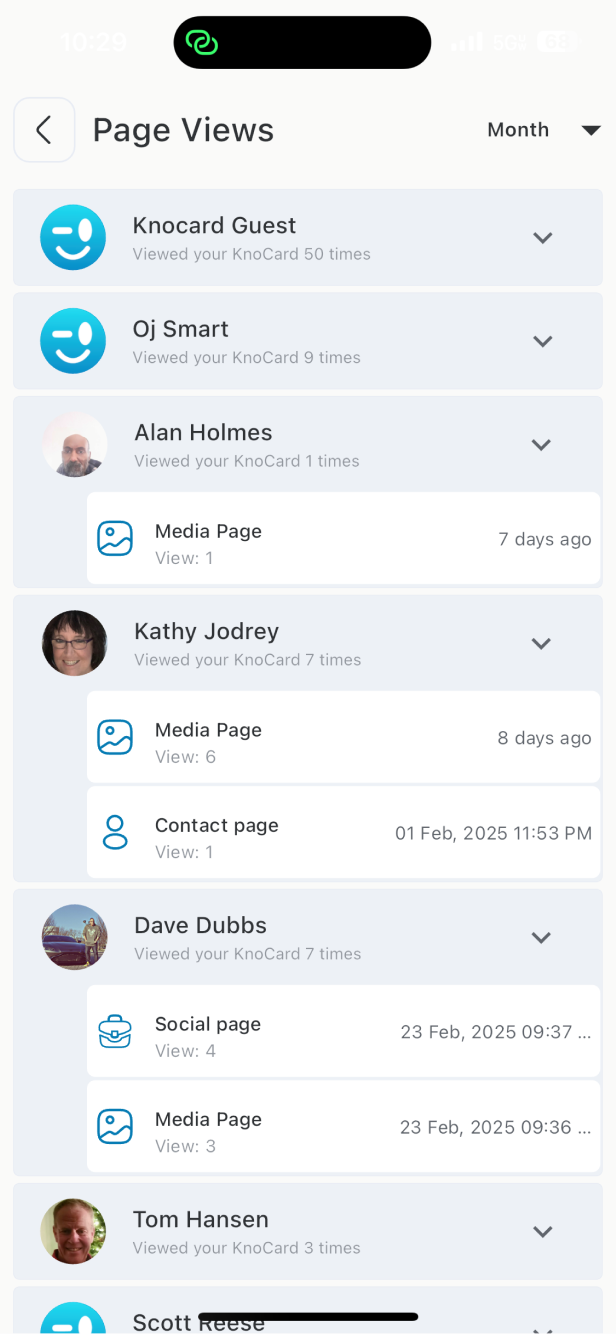 10:29
5G
Page Views
Month
Knocard Guest
Viewed your KnoCard 50 times
Oj Smart
Viewed your KnoCard 9 times
Alan Holmes
Viewed your KnoCard 1 times
Media Page
7 days ago
View: 1
Kathy Jodrey
Viewed your KnoCard 7 times
Media Page
8 days ago
View: 6
Contact page
01 Feb, 2025 11:53 PM
View: 1
Dave Dubbs
Viewed your KnoCard 7 times
Social page
23 Feb, 2025 09:37 ...
View: 4
Media Page
23 Feb, 2025 09:36 ...
View: 3
Tom Hansen
Viewed your KnoCard 3 times
Scott Reese